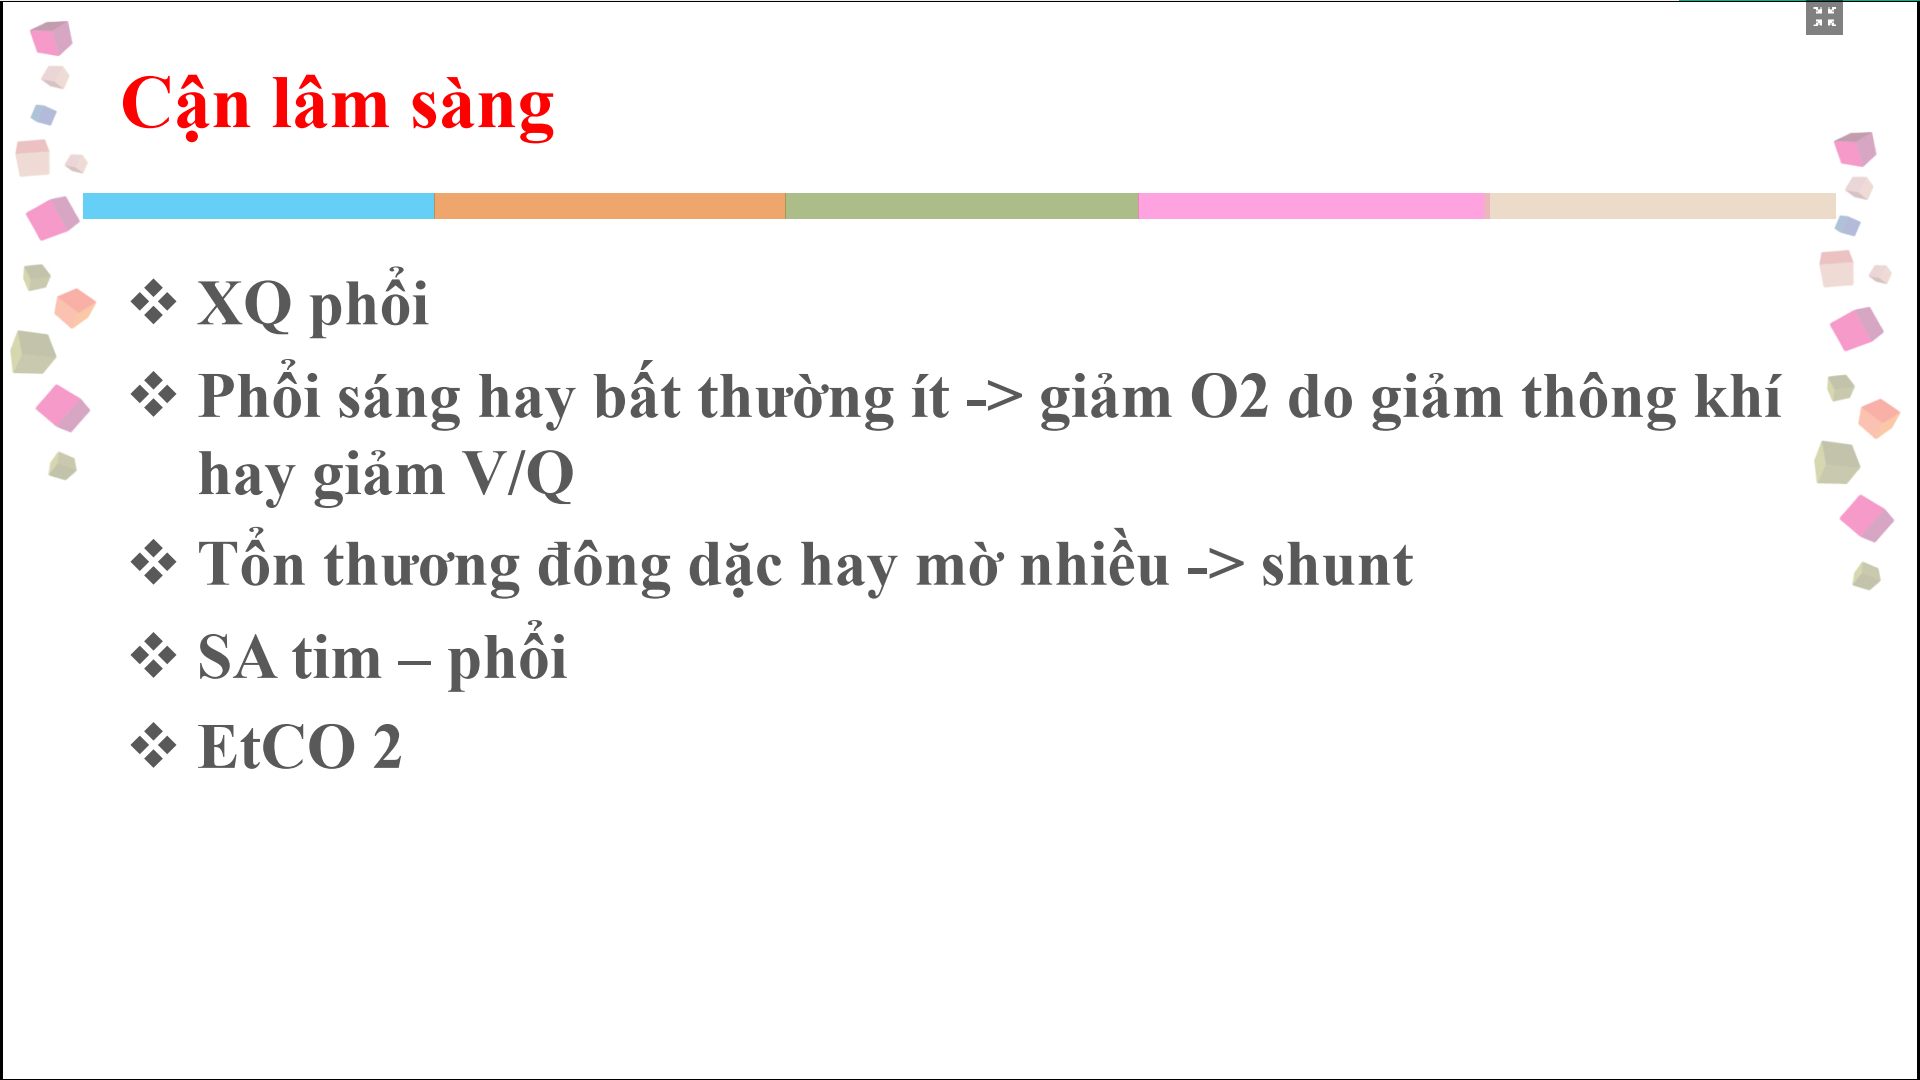 Cận lâm sàng
❖ XQ phổi
❖ Phổi sáng hay bất thường ít -> giảm O2 do giảm thông khí
hay giảm V/Q
❖ Tổn thương đông dặc hay mờ nhiều -> shunt
❖ SA tim – phổi
❖ EtCO 2